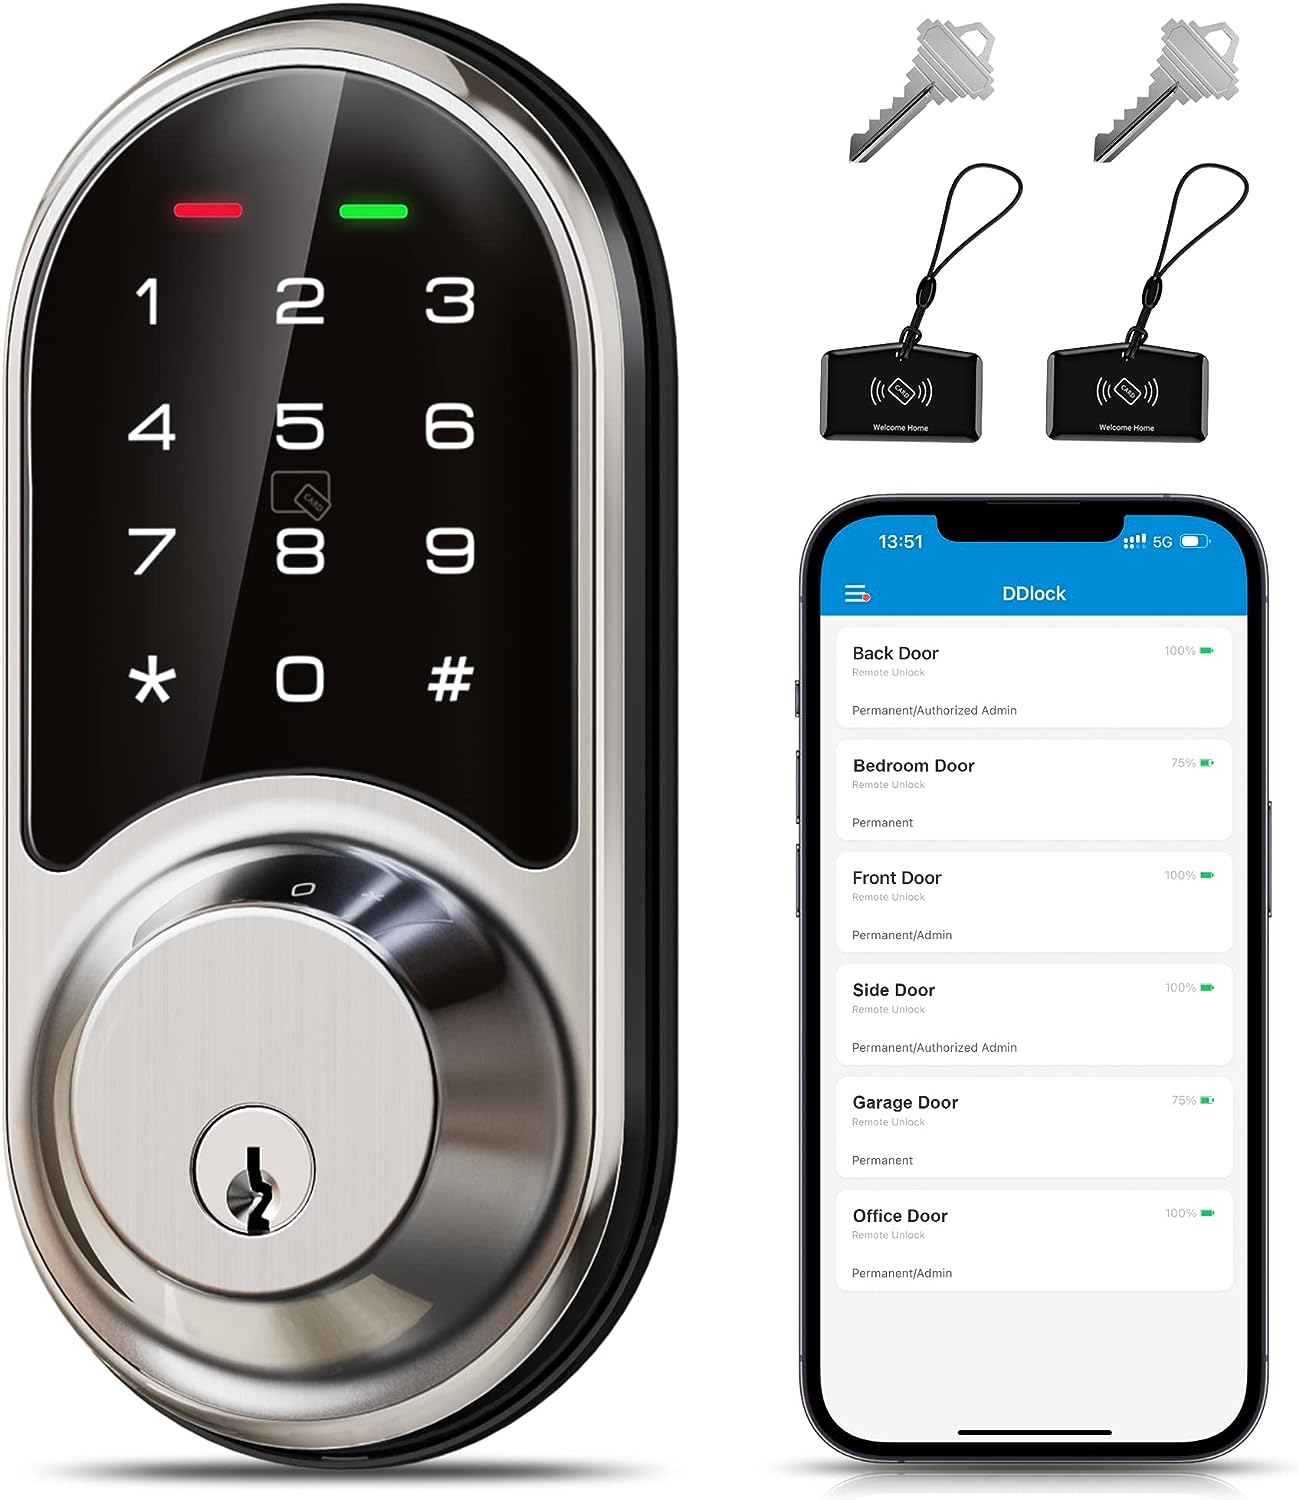 1 2 3
4 5 6
CARD
7 8 9
* 0 #
0 *
CARD
Welcome Home
CARD
Welcome Home
13:51
5G
DDlock
Back Door
100%
Remote Unlock
Permanent/Authorized Admin
Bedroom Door
75%
Remote Unlock
Permanent
Front Door
100%
Remote Unlock
Permanent/Admin
Side Door
100%
Remote Unlock
Permanent/Authorized Admin
Garage Door
75%
Remote Unlock
Permanent
Office Door
100%
Remote Unlock
Permanent/Admin